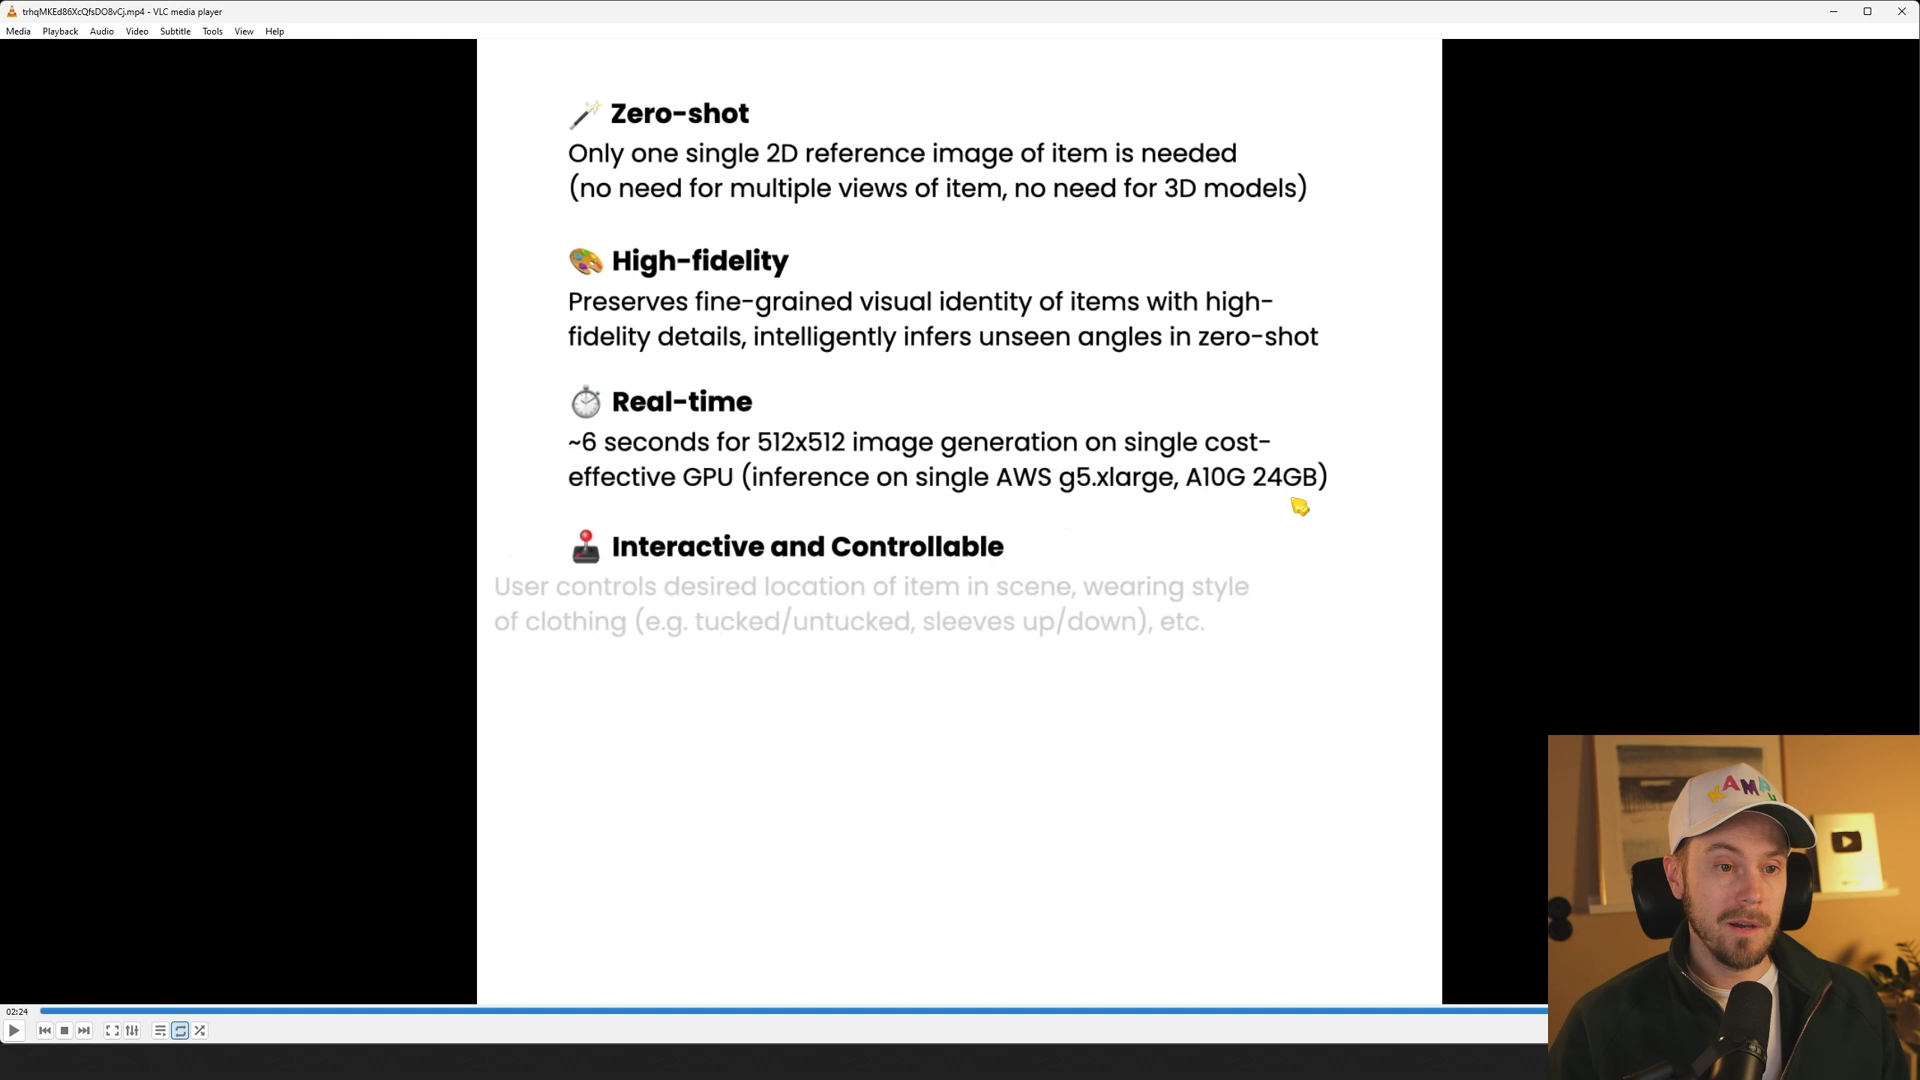 trhqMKEd86XcQfsDO8vCj.mp4 - VLC media player
Media Playback Audio Video Subtitle Tools View Help
Zero-shot
Only one single 2D reference image of item is needed
(no need for multiple views of item, no need for 3D models)
High-fidelity
Preserves fine-grained visual identity of items with high-
fidelity details, intelligently infers unseen angles in zero-shot
Real-time
~6 seconds for 512x512 image generation on single cost-
effective GPU (inference on single AWS g5.xlarge, A10G 24GB)
Interactive and Controllable
User controls desired location of item in scene, wearing style
of clothing (e.g. tucked/untucked, sleeves up/down), etc.
KAMPU
02:24